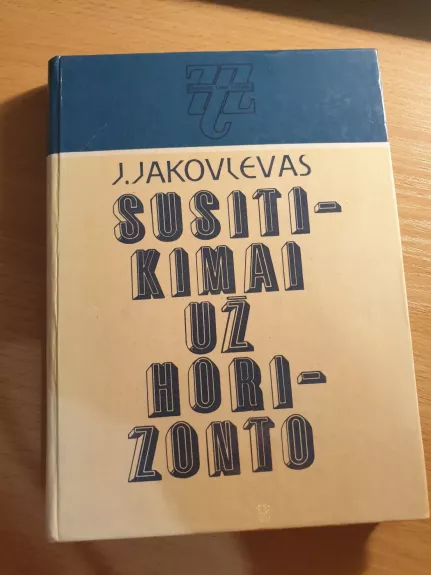 J. JAKOVLEVAS
SUSITI-
KIMAI
UŽ
HORI-
ZONTO